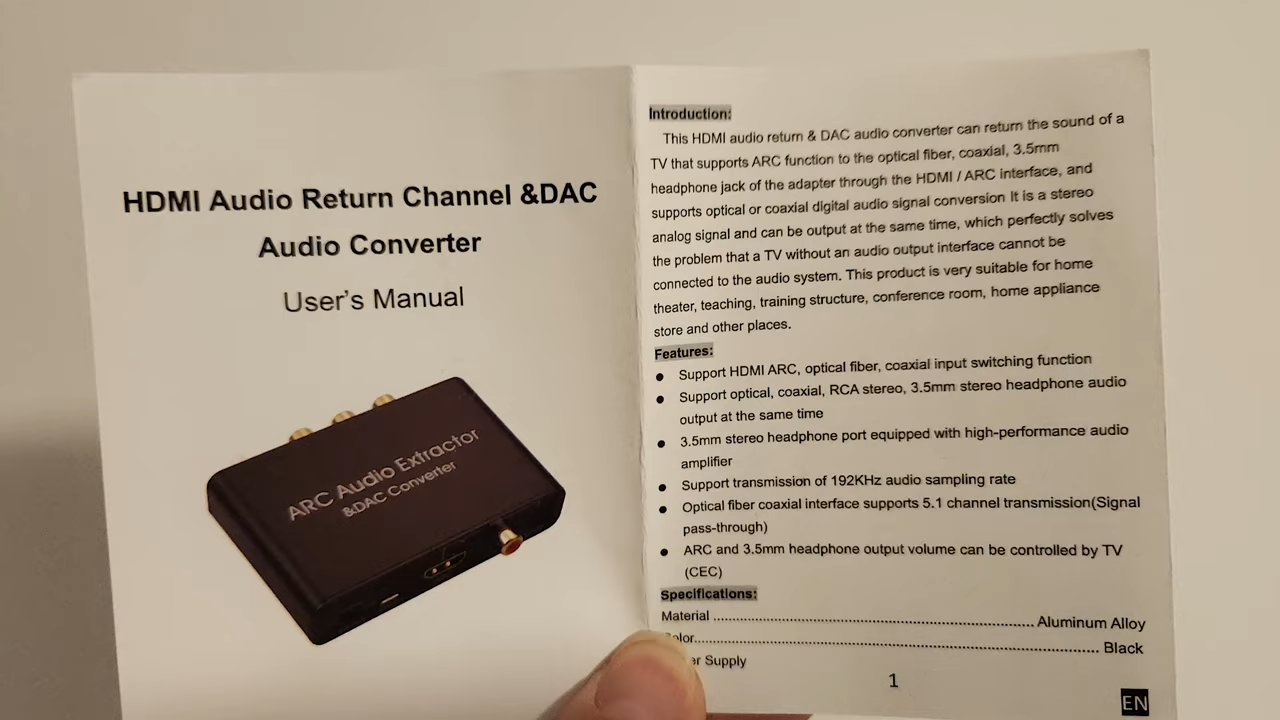 HDMI Audio Return Channel &DAC
Audio Converter
User's Manual
ARC Audio Extractor
&DAC Converter
Introduction:
This HDMI audio return & DAC audio converter can return the sound of a
TV that supports ARC function to the optical fiber, coaxial, 3.5mm
headphone jack of the adapter through the HDMI / ARC interface, and
supports optical or coaxial digital audio signal conversion It is a stereo
analog signal and can be output at the same time, which perfectly solves
the problem that a TV without an audio output interface cannot be
connected to the audio system. This product is very suitable for home
theater, teaching, training structure, conference room, home appliance
store and other places.
Features:
● Support HDMI ARC, optical fiber, coaxial input switching function
● Support optical, coaxial, RCA stereo, 3.5mm stereo headphone audio
output at the same time
● 3.5mm stereo headphone port equipped with high-performance audio
amplifier
● Support transmission of 192KHz audio sampling rate
● Optical fiber coaxial interface supports 5.1 channel transmission(Signal
pass-through)
● ARC and 3.5mm headphone output volume can be controlled by TV
(CEC)
Specifications:
Material ........................................ Aluminum Alloy
olor........................................ Black
er Supply
1
EN